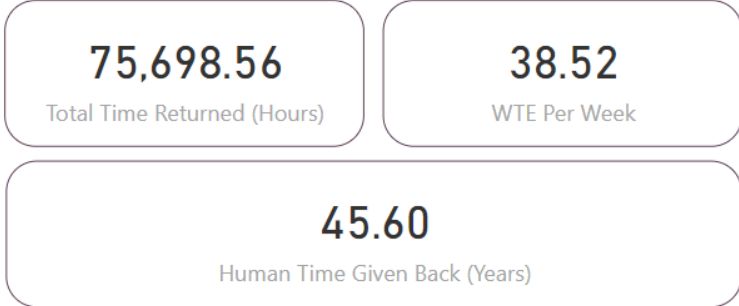 75,698.56
Total Time Returned (Hours)
38.52
WTE Per Week
45.60
Human Time Given Back (Years)